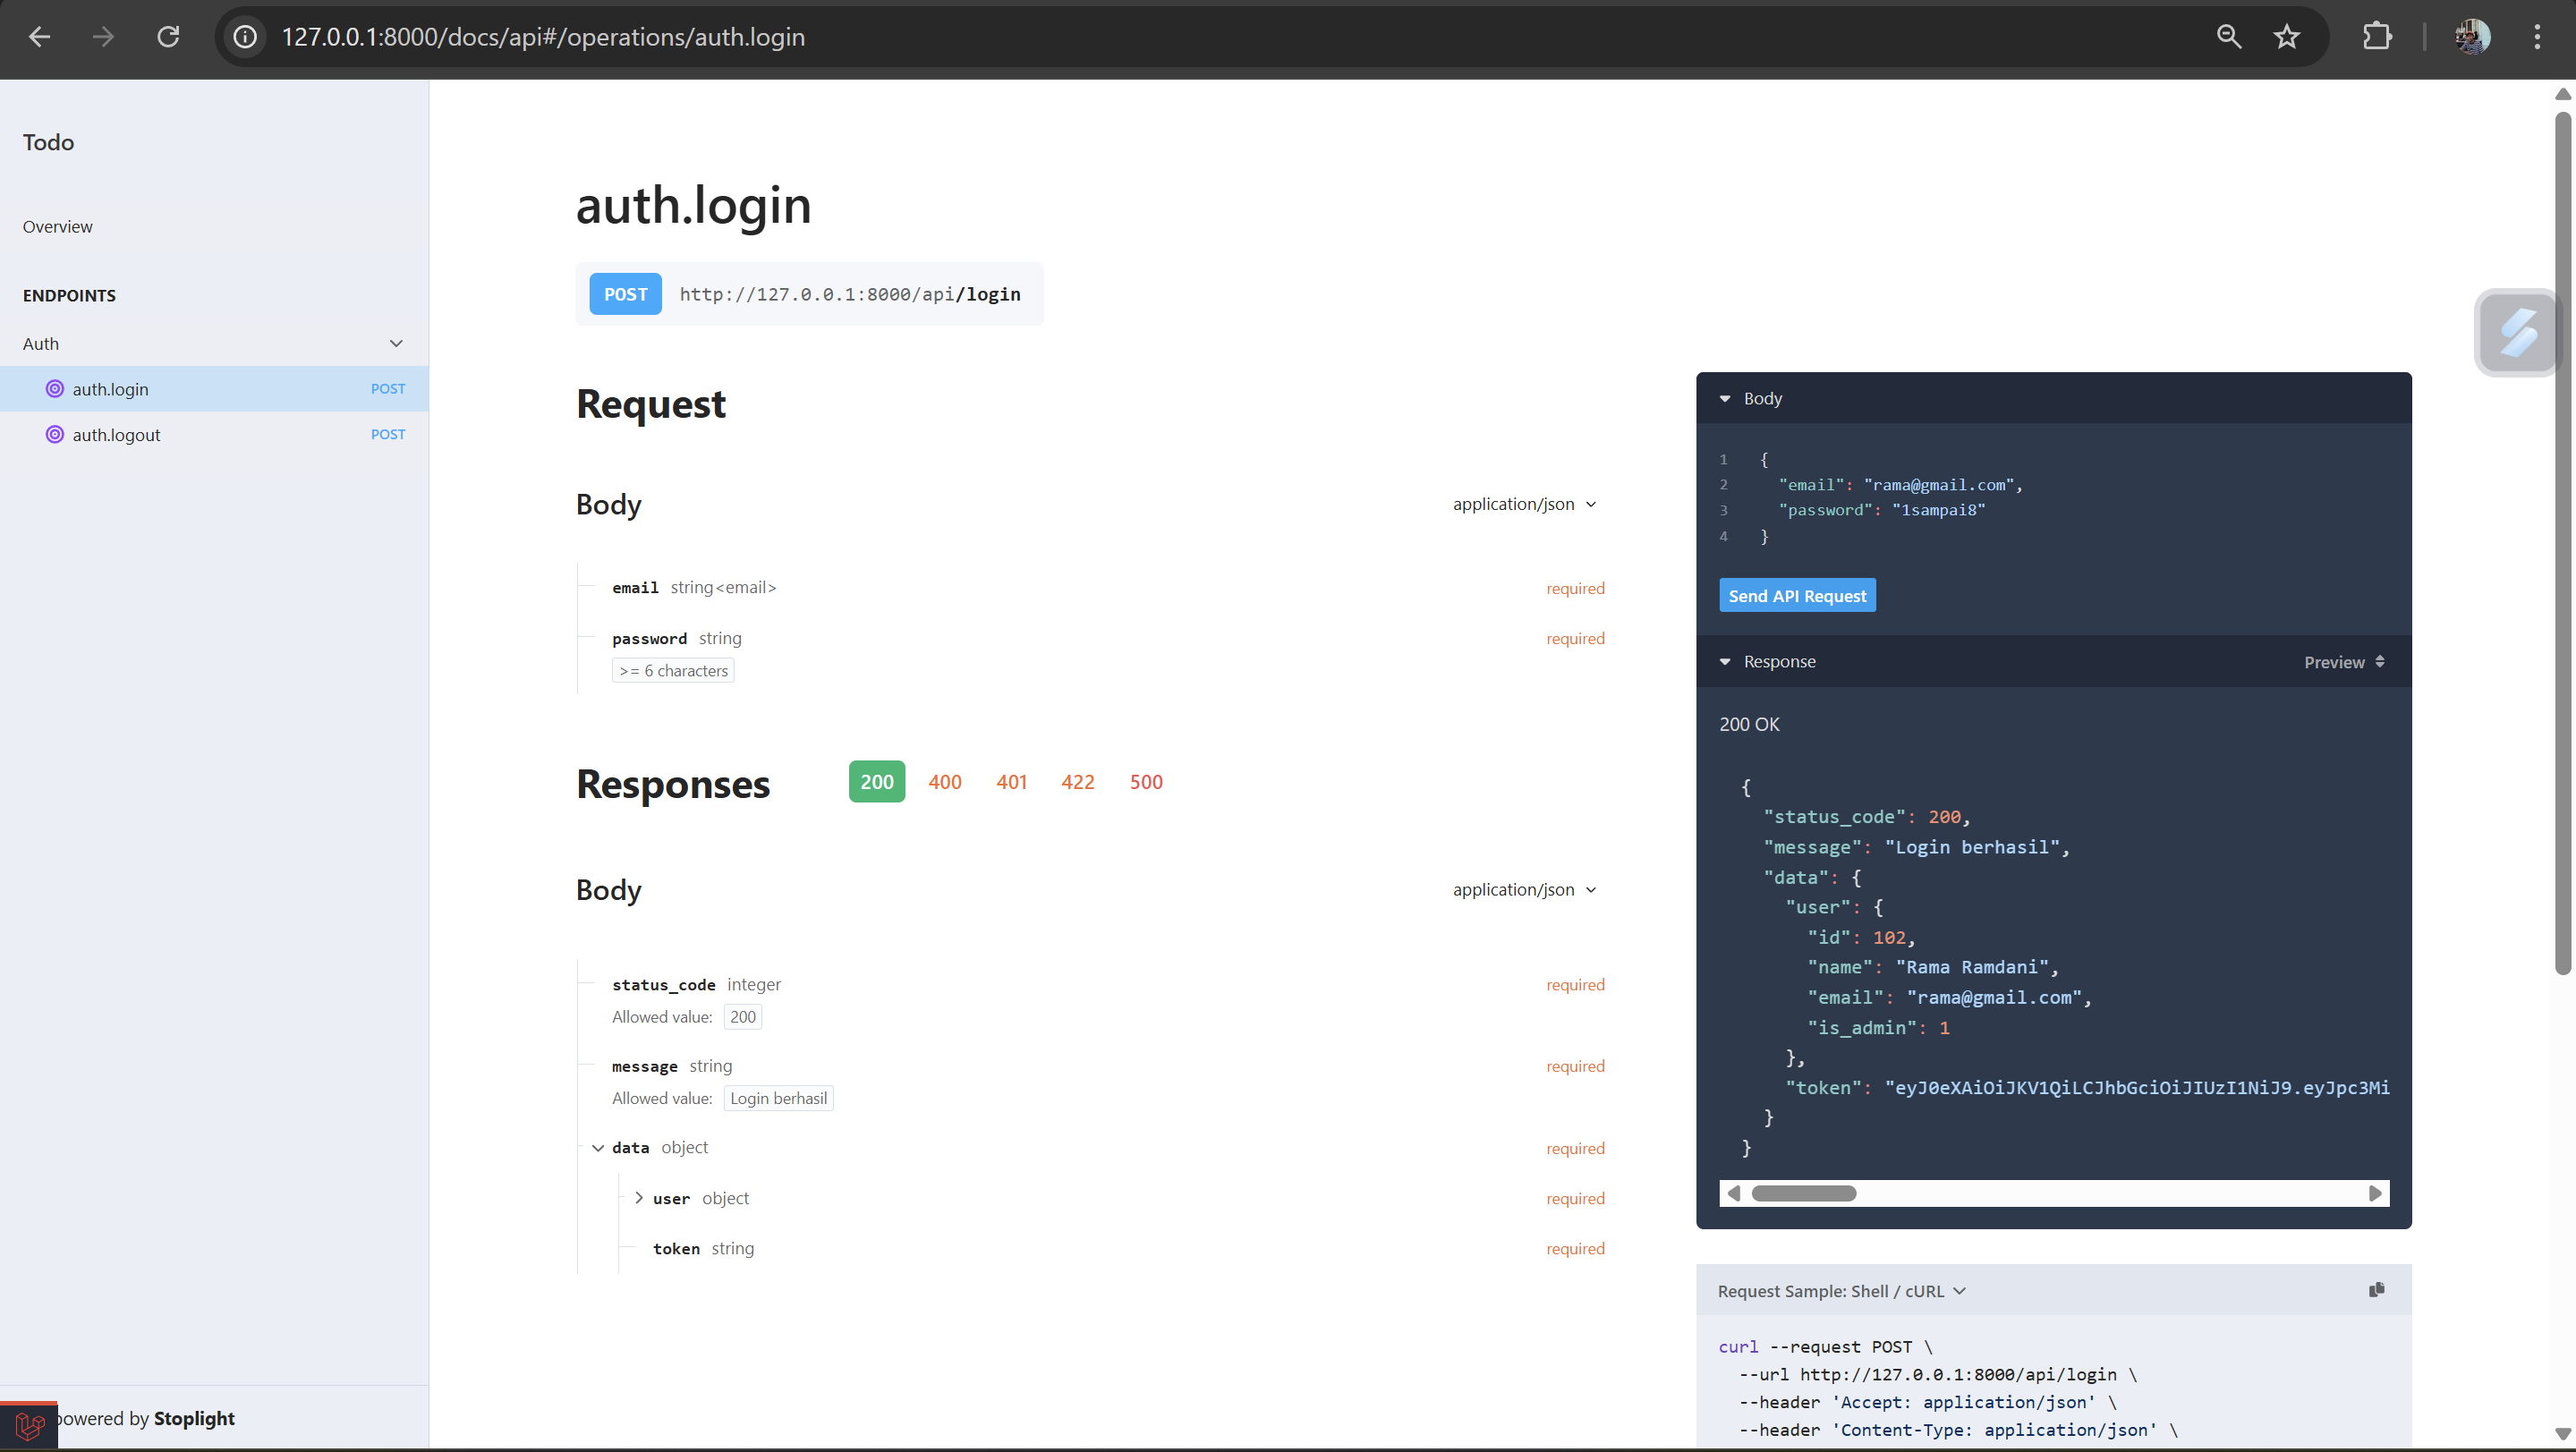 127.0.0.1:8000/docs/api#/operations/auth.login
Todo
Overview
ENDPOINTS
Auth
auth.login POST
auth.logout POST
powered by Stoplight
auth.login
POST http://127.0.0.1:8000/api/login
Request
Body application/json
email string<email> required
password string required
>= 6 characters
Responses 200 400 401 422 500
Body application/json
status_code integer required
Allowed value: 200
message string required
Allowed value: Login berhasil
data object required
user object required
token string required
Body
1 {
2 "email": "rama@gmail.com",
3 "password": "1sampai8"
4 }
Send API Request
Response Preview
200 OK
{
"status_code": 200,
"message": "Login berhasil",
"data": {
"user": {
"id": 102,
"name": "Rama Ramdani",
"email": "rama@gmail.com",
"is_admin": 1
},
"token": "eyJ0eXAiOiJKV1QiLCJhbGciOiJIUzI1NiJ9.eyJpc3Mi
}
}
Request Sample: Shell / cURL
curl --request POST \
--url http://127.0.0.1:8000/api/login \
--header 'Accept: application/json' \
--header 'Content-Type: application/json' \